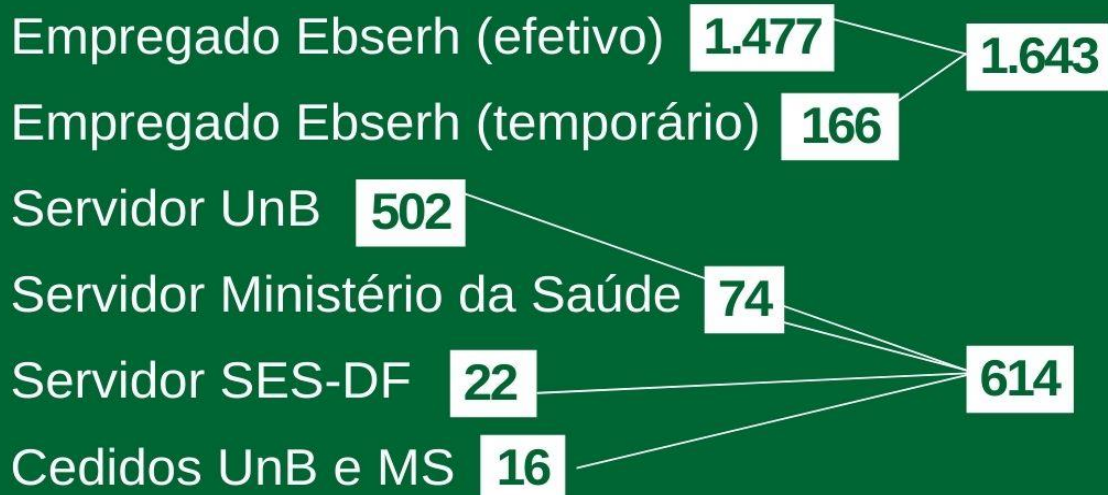 Empregado Ebserh (efetivo) 1.477
1.643
Empregado Ebserh (temporário) 166
Servidor UnB 502
Servidor Ministério da Saúde 74
Servidor SES-DF 22
614
Cedidos UnB e MS 16